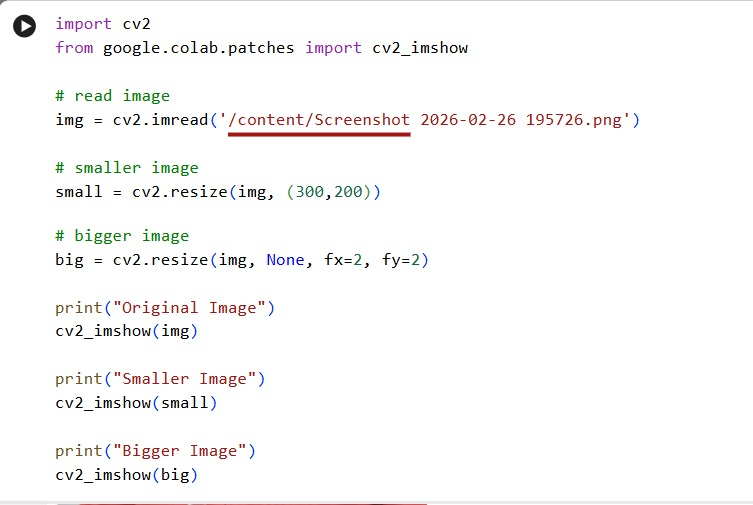 import cv2
from google.colab.patches import cv2_imshow
# read image
img = cv2.imread('/content/Screenshot 2026-02-26 195726.png')
# smaller image
small = cv2.resize(img, (300,200))
# bigger image
big = cv2.resize(img, None, fx=2, fy=2)
print("Original Image")
cv2_imshow(img)
print("Smaller Image")
cv2_imshow(small)
print("Bigger Image")
cv2_imshow(big)